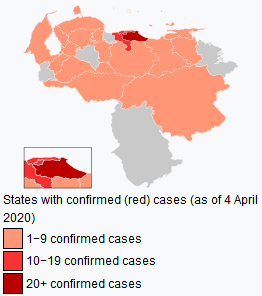 States with confirmed (red) cases (as of 4 April
2020)
1−9 confirmed cases
10−19 confirmed cases
20+ confirmed cases